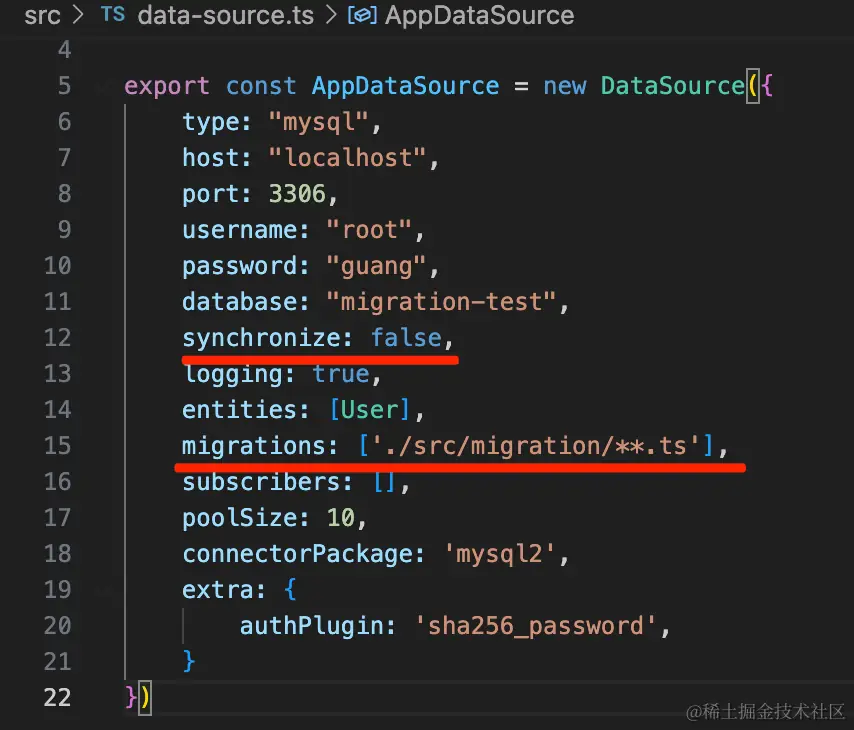 src > TS data-source.ts > AppDataSource
4
5 export const AppDataSource = new DataSource({
6 type: "mysql",
7 host: "localhost",
8 port: 3306,
9 username: "root",
10 password: "guang",
11 database: "migration-test",
12 synchronize: false,
13 logging: true,
14 entities: [User],
15 migrations: ['./src/migration/**.ts'],
16 subscribers: [],
17 poolSize: 10,
18 connectorPackage: 'mysql2',
19 extra: {
20 authPlugin: 'sha256_password',
21 }
22 })
@稀土掘金技术社区